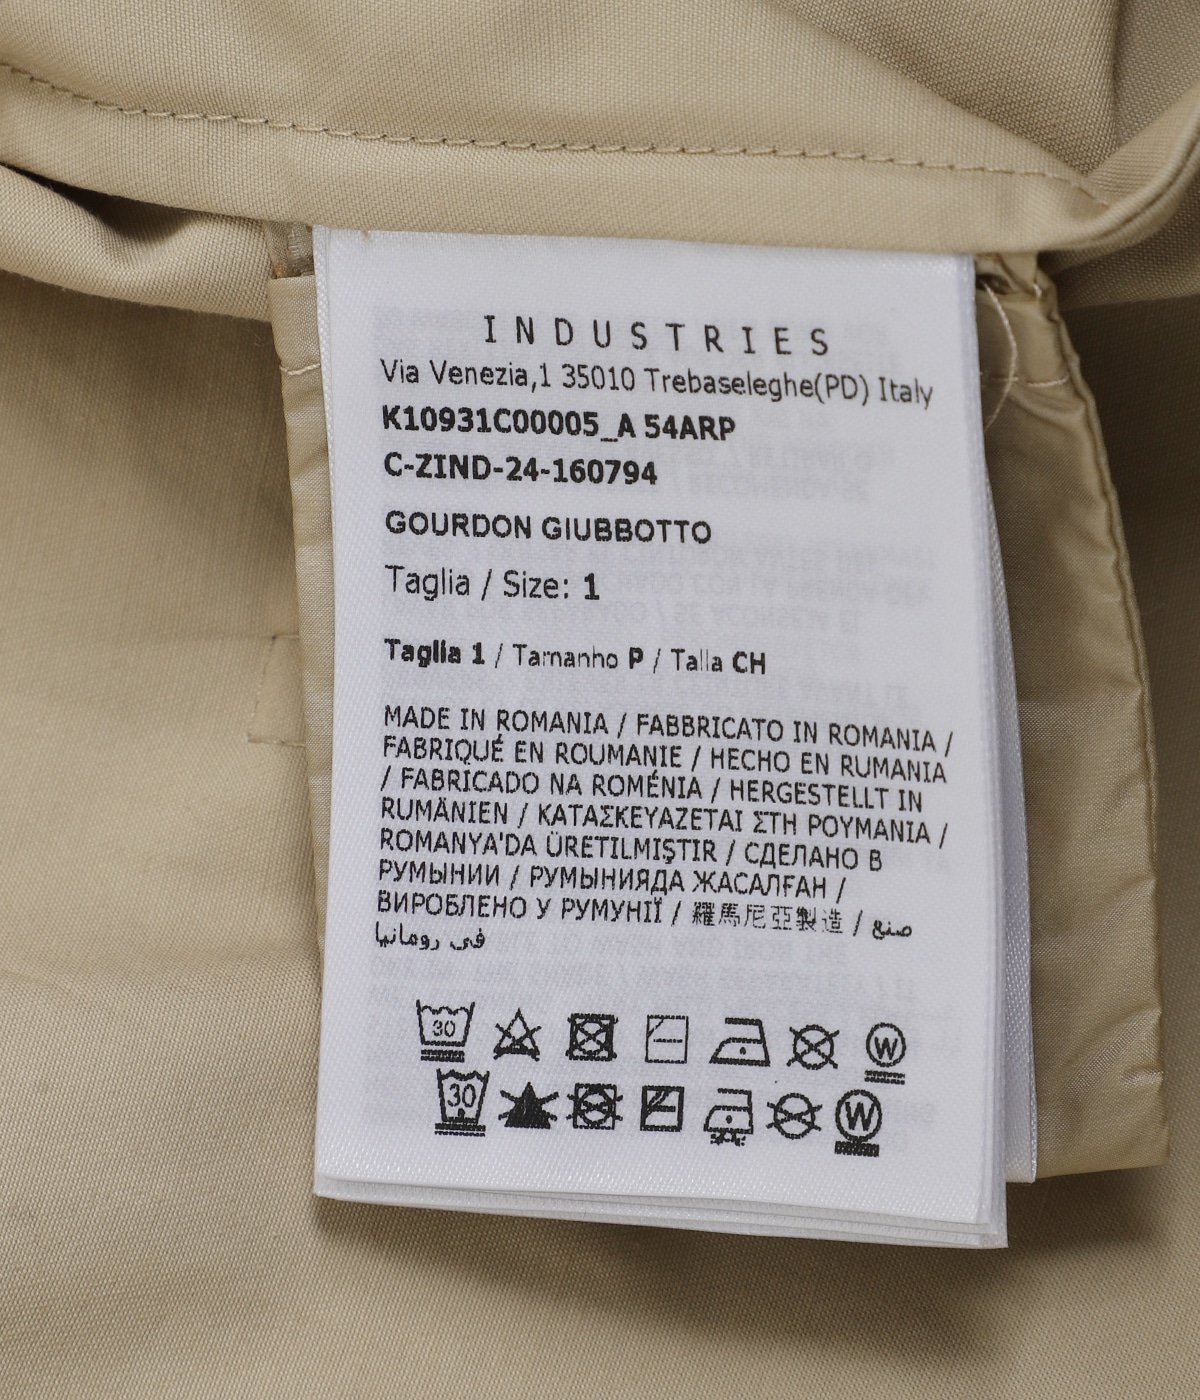 INDUSTRIES
Via Venezia,1 35010 Trebaseleghe(PD) Italy
K10931C00005_A 54ARP
C-ZIND-24-160794
GOURDON GIUBBOTTO
Taglia / Size: 1
Taglia 1 / Tamanho P / Talla CH
MADE IN ROMANIA / FABBRICATO IN ROMANIA /
FABRIQUÉ EN ROUMANIE / HECHO EN RUMANIA
/ FABRICADO NA ROMÉNIA / HERGESTELLT IN
RUMÄNIEN / ΚΑΤΑΣΚΕΥΑΖΕΤΑΙ ΣΤΗ ΡΟΥΜΑΝΙΑ /
ROMANYA'DA ÜRETILMIŞTIR / СДЕЛАНО В
РУМЫНИИ / РУМЫНИЯДА ЖАСАЛҒАН /
ВИРОБЛЕНО У РУМУНІЇ / 羅馬尼亞製造 / صنع
في رومانيا
30 W
30 W